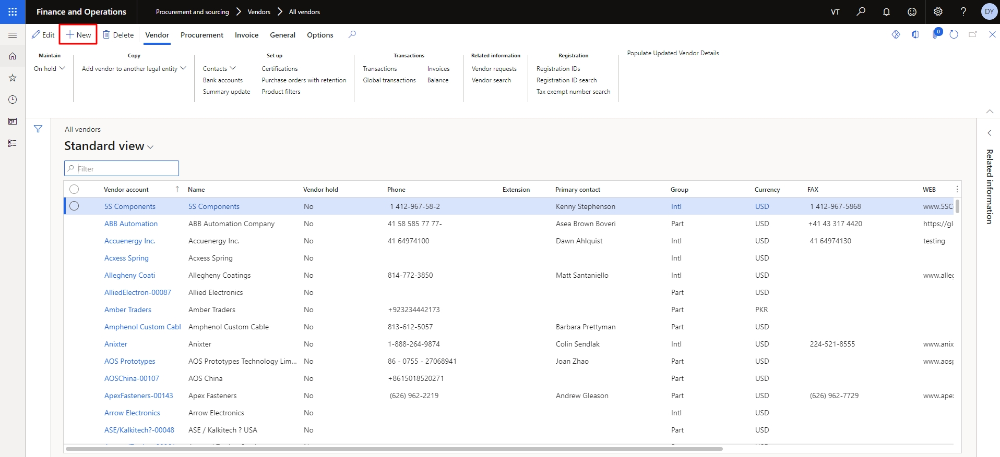 Finance and Operations Procurement and sourcing Vendors All vendors VT ? DY
Edit New Delete Vendor Procurement Invoice General Options 0
Maintain Copy Set up Transactions Related information Registration Populate Updated Vendor Details
On hold Add vendor to another legal entity Contacts Certifications Transactions Invoices Vendor requests Registration IDs
Bank accounts Purchase orders with retention Global transactions Balance Vendor search Registration ID search
Summary update Product filters Tax exempt number search
All vendors
Standard view
Filter
Related information
Vendor account Name Vendor hold Phone Extension Primary contact Group Currency FAX WEB
5S Components 5S Components No 1 412-967-58-2 Kenny Stephenson Intl USD 1 412-967-5868 www.5SC
ABB Automation ABB Automation Company No 41 58 585 77 77- Asea Brown Boveri Part USD +41 43 317 4420 https://gl
Accuenergy Inc. Accuenergy Inc. No 41 64974100 Dawn Ahlquist Intl USD 41 64974130 testing
Acxess Spring Acxess Spring No Intl USD
Allegheny Coati Allegheny Coatings No 814-772-3850 Matt Santaniello Intl USD www.alleg
AlliedElectron-00087 Allied Electronics No Part USD
Amber Traders Amber Traders No +923234442173 Part PKR
Amphenol Custom Cabl Amphenol Custom Cable No 813-612-5057 Barbara Prettyman Part USD
Anixter Anixter No 1-888-264-9874 Colin Sendlak Intl USD 224-521-8555 www.anix
AOS Prototypes AOS Prototypes Technology Lim... No 86 - 0755 - 27068941 Joan Zhao Part USD www.aosp
AOSChina-00107 AOS China No +8615018520271 Part USD
ApexFasteners-00143 Apex Fasteners No (626) 962-2219 Andrew Gleason Part USD (626) 962-7729 www.apex
Arrow Electronics Arrow Electronics No Intl USD
ASE/Kalkitech?-00048 ASE / Kalkitech ? USA No Part USD